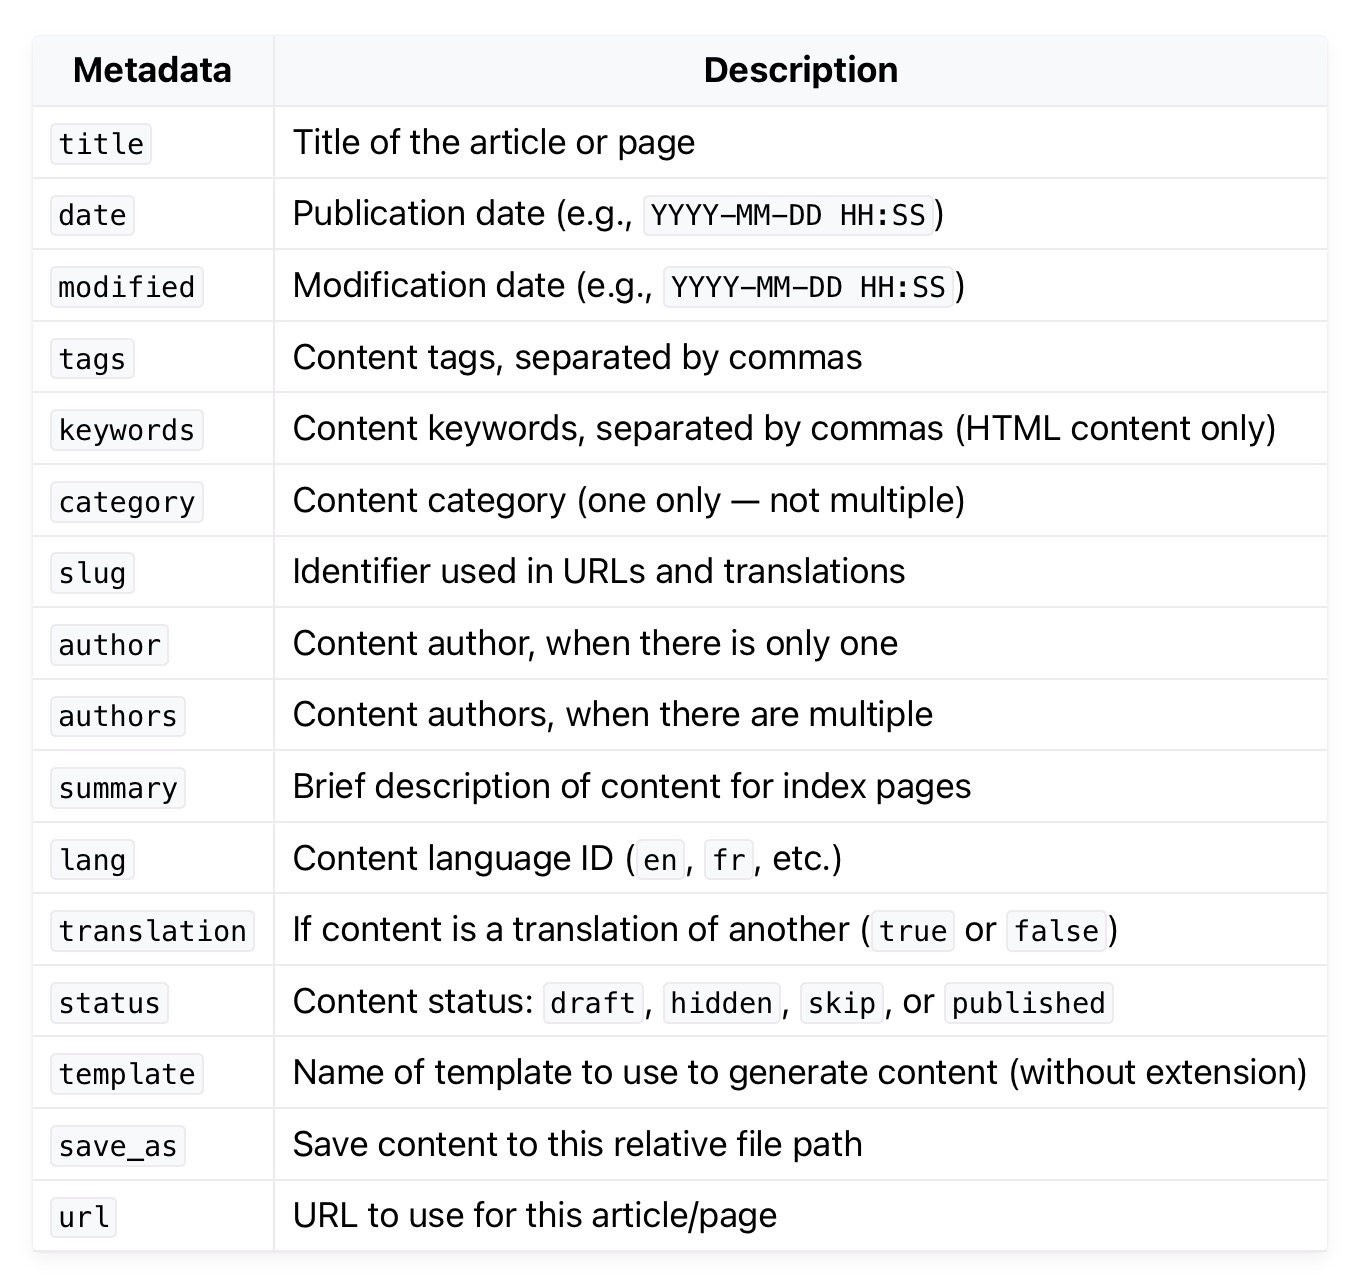 Metadata Description
title Title of the article or page
date Publication date (e.g., YYYY-MM-DD HH:SS)
modified Modification date (e.g., YYYY-MM-DD HH:SS)
tags Content tags, separated by commas
keywords Content keywords, separated by commas (HTML content only)
category Content category (one only — not multiple)
slug Identifier used in URLs and translations
author Content author, when there is only one
authors Content authors, when there are multiple
summary Brief description of content for index pages
lang Content language ID (en, fr, etc.)
translation If content is a translation of another (true or false)
status Content status: draft, hidden, skip, or published
template Name of template to use to generate content (without extension)
save_as Save content to this relative file path
url URL to use for this article/page